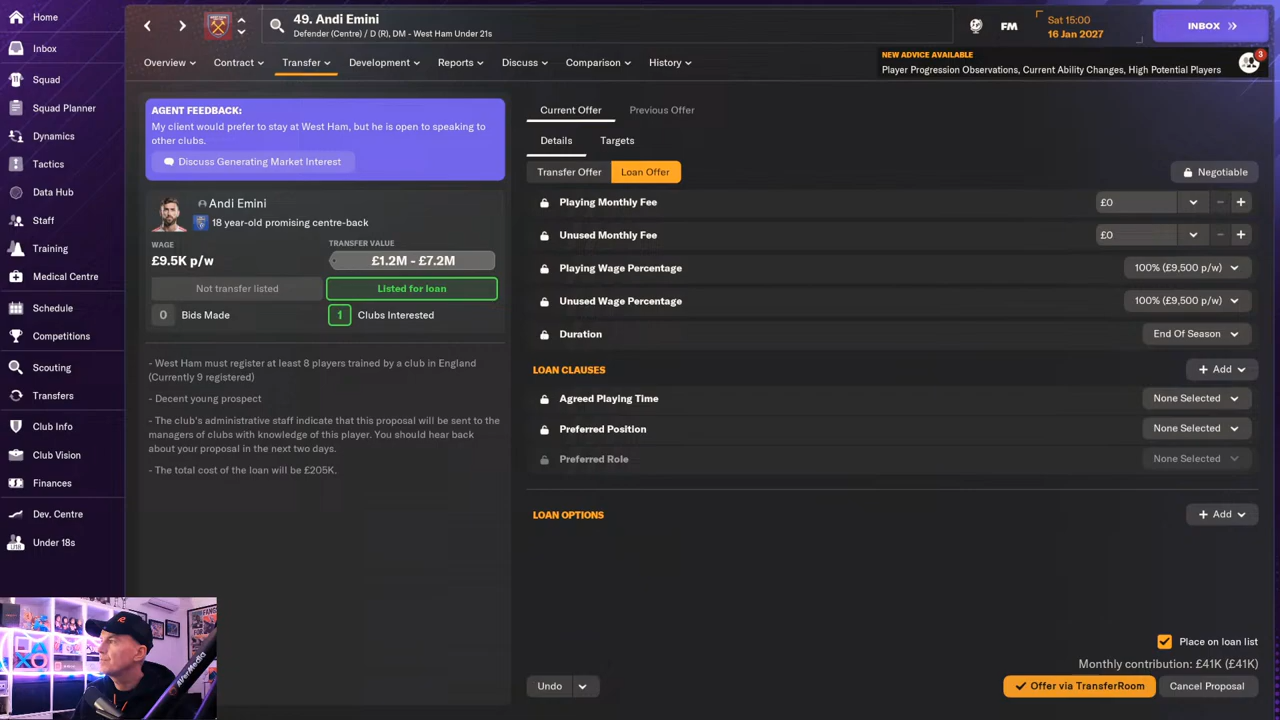 Home
Inbox
Squad
Squad Planner
Dynamics
Tactics
Data Hub
Staff
Training
Medical Centre
Schedule
Competitions
Scouting
Transfers
Club Info
Club Vision
Finances
Dev. Centre
Under 18s
49. Andi Emini
Defender (Centre) / D (R), DM - West Ham Under 21s
FM
Sat 15:00
16 Jan 2027
INBOX
Overview
Contract
Transfer
Development
Reports
Discuss
Comparison
History
NEW ADVICE AVAILABLE
Player Progression Observations, Current Ability Changes, High Potential Players
3
AGENT FEEDBACK:
My client would prefer to stay at West Ham, but he is open to speaking to
other clubs.
Discuss Generating Market Interest
Andi Emini
18 year-old promising centre-back
WAGE
£9.5K p/w
TRANSFER VALUE
£1.2M - £7.2M
Not transfer listed
Listed for loan
0 Bids Made
1 Clubs Interested
- West Ham must register at least 8 players trained by a club in England
(Currently 9 registered)
- Decent young prospect
- The club's administrative staff indicate that this proposal will be sent to the
managers of clubs with knowledge of this player. You should hear back
about your proposal in the next two days.
- The total cost of the loan will be £205K.
Current Offer
Previous Offer
Details
Targets
Transfer Offer
Loan Offer
Negotiable
Playing Monthly Fee £0
Unused Monthly Fee £0
Playing Wage Percentage 100% (£9,500 p/w)
Unused Wage Percentage 100% (£9,500 p/w)
Duration End Of Season
LOAN CLAUSES + Add
Agreed Playing Time None Selected
Preferred Position None Selected
Preferred Role None Selected
LOAN OPTIONS + Add
Place on loan list
Monthly contribution: £41K (£41K)
Undo
Offer via TransferRoom
Cancel Proposal